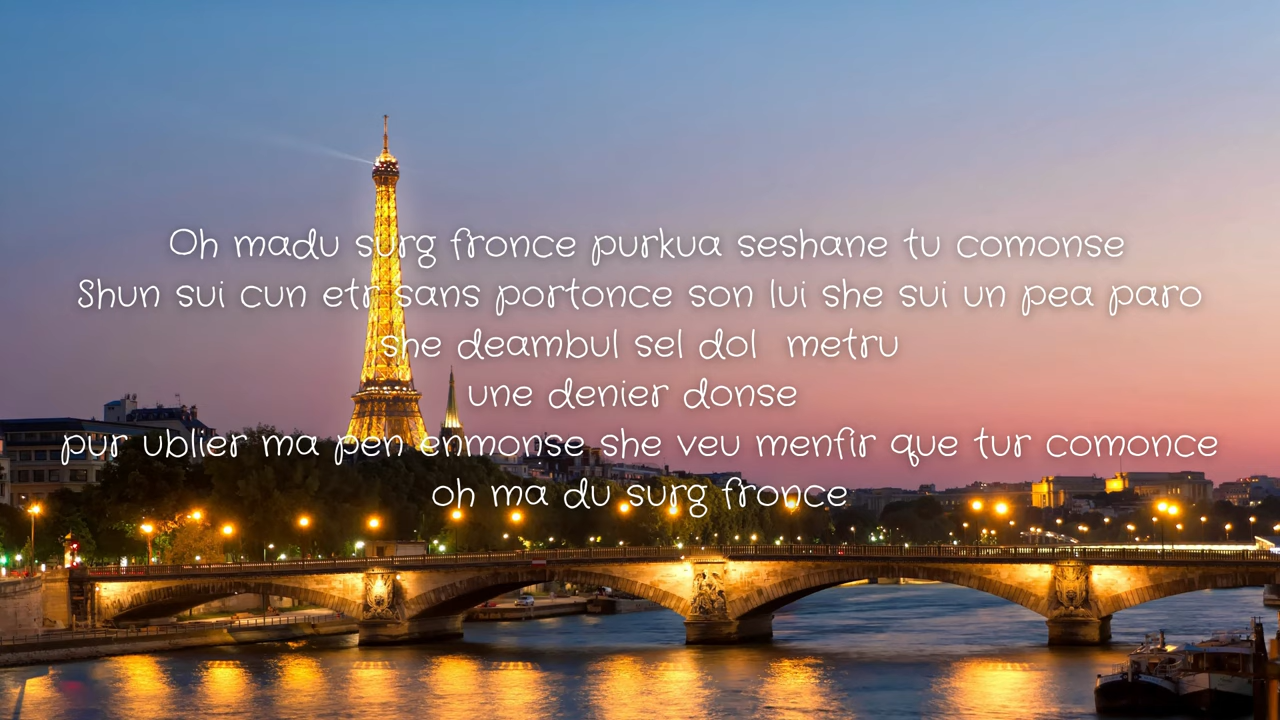 Oh madu surg fronce purkua seshane tu comonse
Shun sui cun etr sans portonce son lui she sui un pea paro
she deambul sel dol metru
une denier donse
pur ublier ma pen enmonse she veu menfir que tur comonce
oh ma du surg fronce